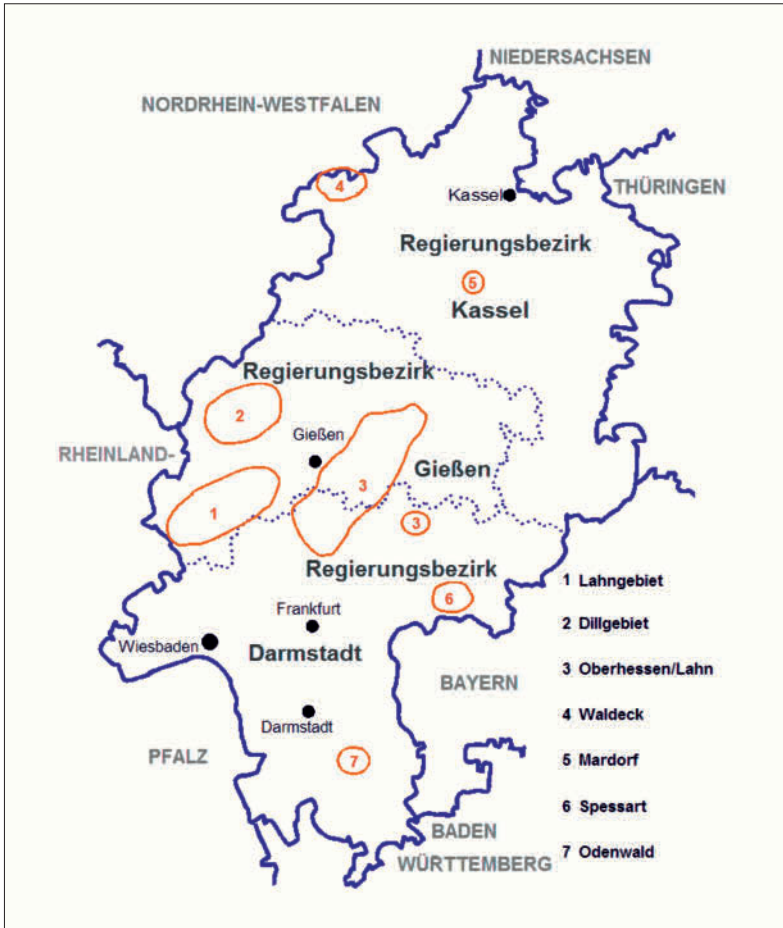 NIEDERSACHSEN
NORDRHEIN-WESTFALEN
4
Kassel
THÜRINGEN
Regierungsbezirk
5
Kassel
Regierungsbezirk
2
Gießen
RHEINLAND-
Gießen
3
1
3
Regierungsbezirk
6
Frankfurt
Wiesbaden
Darmstadt
BAYERN
Darmstadt
PFALZ
7
BADEN
WÜRTTEMBERG
1 Lahngebiet
2 Dillgebiet
3 Oberhessen/Lahn
4 Waldeck
5 Mardorf
6 Spessart
7 Odenwald